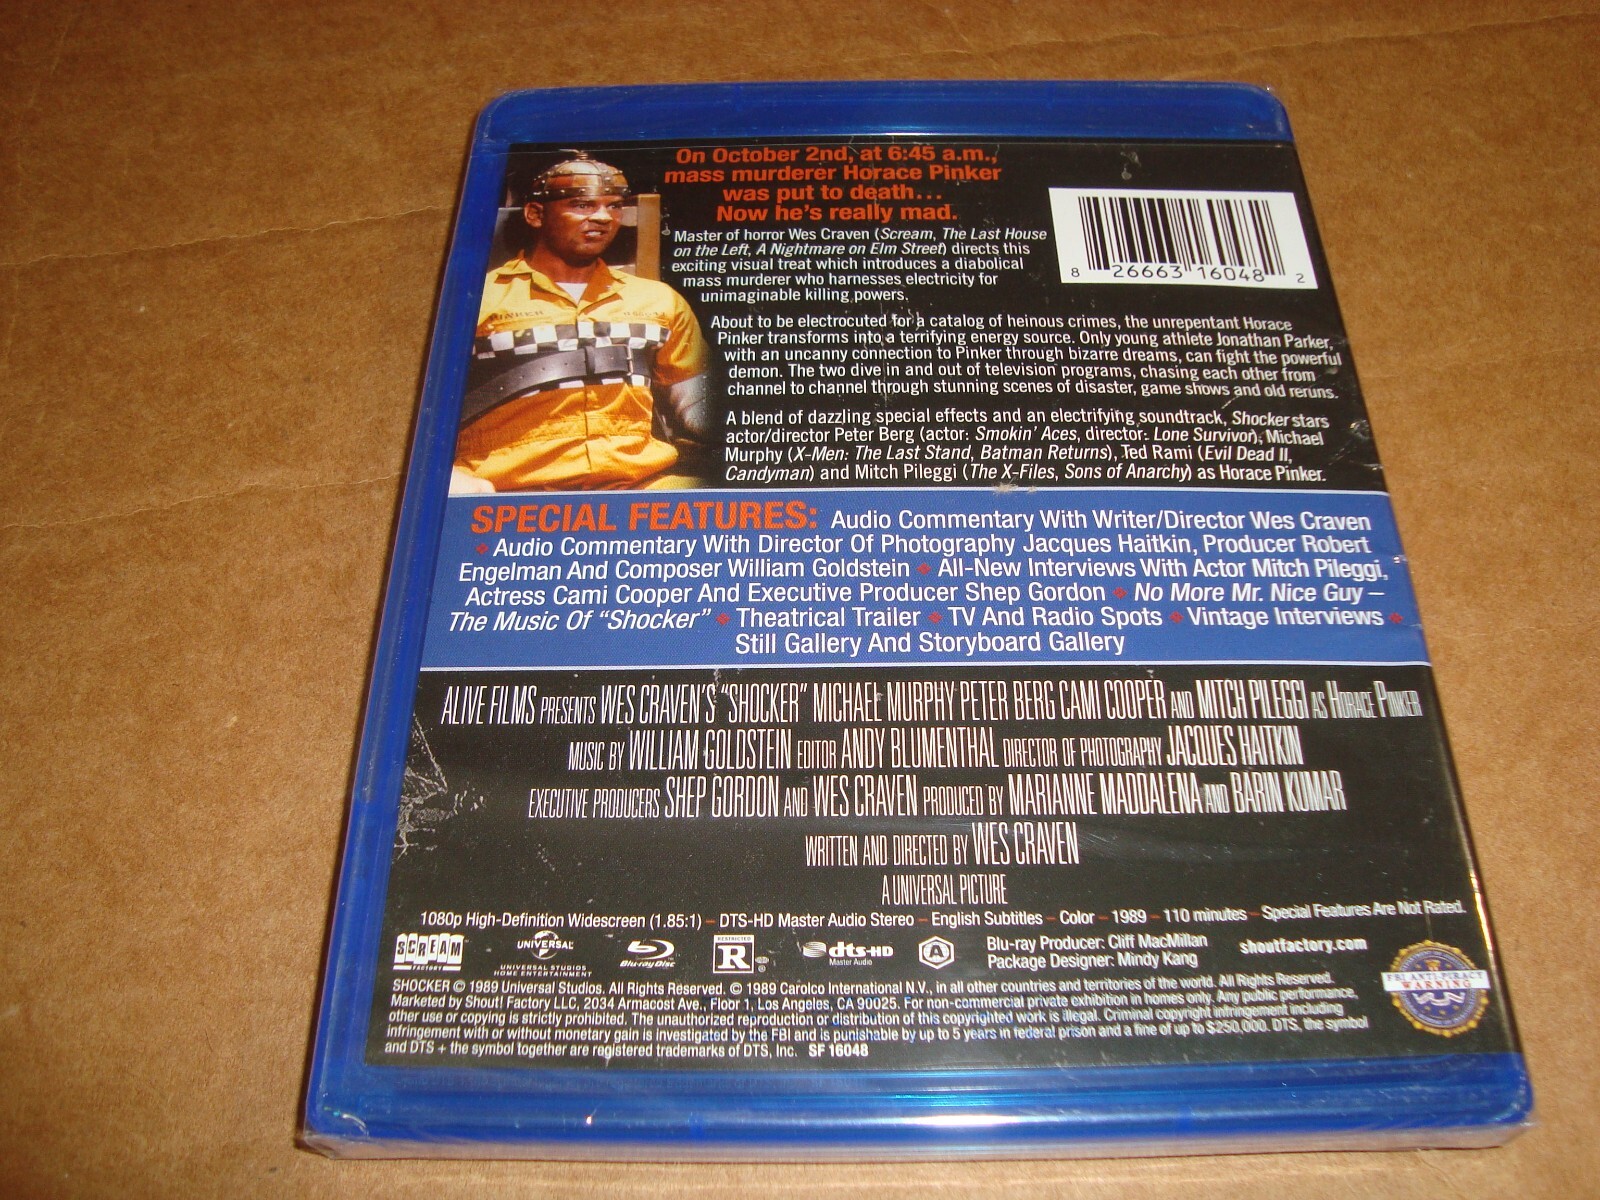 On October 2nd, at 6:45 a.m.,
mass murderer Horace Pinker
was put to death...
Now he's really mad.
Master of horror Wes Craven (Scream, The Last House
on the Left, A Nightmare on Elm Street) directs this
exciting visual treat which introduces a diabolical
mass murderer who harnesses electricity for
unimaginable killing powers.
8 26663 16048 2
PINKER
About to be electrocuted for a catalog of heinous crimes, the unrepentant Horace
Pinker transforms into a terrifying energy source. Only young athlete Jonathan Parker,
with an uncanny connection to Pinker through bizarre dreams, can fight the powerful
demon. The two dive in and out of television programs, chasing each other from
channel to channel through stunning scenes of disaster, game shows and old reruns.
A blend of dazzling special effects and an electrifying soundtrack, Shocker stars
actor/director Peter Berg (actor: Smokin' Aces, director: Lone Survivor), Michael
Murphy (X-Men: The Last Stand, Batman Returns), Ted Rami (Evil Dead II,
Candyman) and Mitch Pileggi (The X-Files, Sons of Anarchy) as Horace Pinker.
SPECIAL FEATURES: Audio Commentary With Writer/Director Wes Craven
• Audio Commentary With Director Of Photography Jacques Haitkin, Producer Robert
Engelman And Composer William Goldstein • All-New Interviews With Actor Mitch Pileggi,
Actress Cami Cooper And Executive Producer Shep Gordon • No More Mr. Nice Guy –
The Music Of "Shocker" • Theatrical Trailer • TV And Radio Spots • Vintage Interviews •
Still Gallery And Storyboard Gallery
ALIVE FILMS PRESENTS WES CRAVEN'S "SHOCKER" MICHAEL MURPHY PETER BERG CAMI COOPER AND MITCH PILEGGI AS HORACE PINKER
MUSIC BY WILLIAM GOLDSTEIN EDITOR ANDY BLUMENTHAL DIRECTOR OF PHOTOGRAPHY JACQUES HAITKIN
EXECUTIVE PRODUCERS SHEP GORDON AND WES CRAVEN PRODUCED BY MARIANNE MADDALENA AND BARIN KUMAR
WRITTEN AND DIRECTED BY WES CRAVEN
A UNIVERSAL PICTURE
1080p High-Definition Widescreen (1.85:1) – DTS-HD Master Audio Stereo – English Subtitles – Color – 1989 – 110 minutes – Special Features Are Not Rated.
SCREAM FACTORY
UNIVERSAL
UNIVERSAL STUDIOS
HOME ENTERTAINMENT
Blu-ray Disc
RESTRICTED
R
dts-HD
Master Audio
A
Blu-ray Producer: Cliff MacMillan
Package Designer: Mindy Kang
shoutfactory.com
FBI ANTI-PIRACY
WARNING
SHOCKER © 1989 Universal Studios. All Rights Reserved. © 1989 Carolco International N.V., in all other countries and territories of the world. All Rights Reserved.
Marketed by Shout! Factory LLC, 2034 Armacost Ave., Floor 1, Los Angeles, CA 90025. For non-commercial private exhibition in homes only. Any public performance,
other use or copying is strictly prohibited. The unauthorized reproduction or distribution of this copyrighted work is illegal. Criminal copyright infringement including
infringement with or without monetary gain is investigated by the FBI and is punishable by up to 5 years in federal prison and a fine of up to $250,000. DTS, the symbol
and DTS + the symbol together are registered trademarks of DTS, Inc. SF 16048